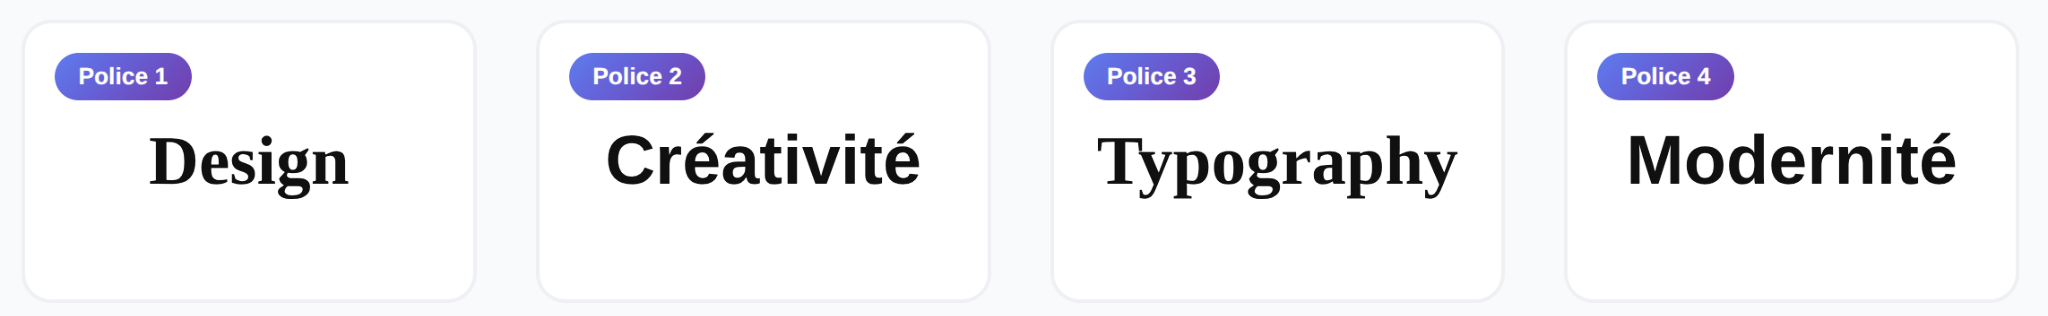 Police 1
Design
Police 2
Créativité
Police 3
Typography
Police 4
Modernité